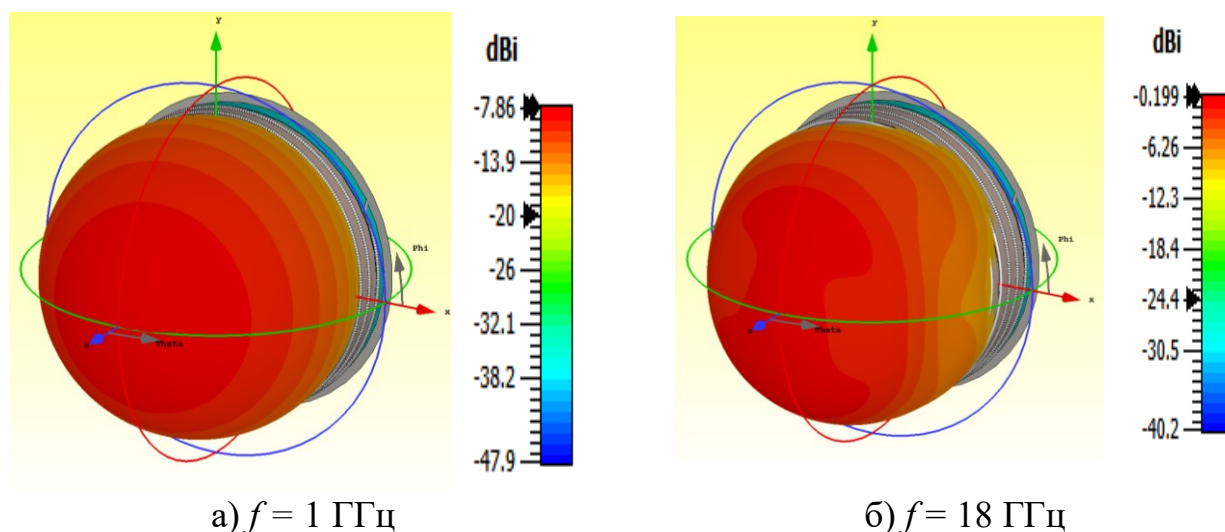 dBi
-7.86
-13.9
-20
-26
-32.1
-38.2
-47.9
y
x
z
Phi
Theta
а) f = 1 ГГц
dBi
-0.199
-6.26
-12.3
-18.4
-24.4
-30.5
-40.2
y
x
z
Phi
Theta
б) f = 18 ГГц